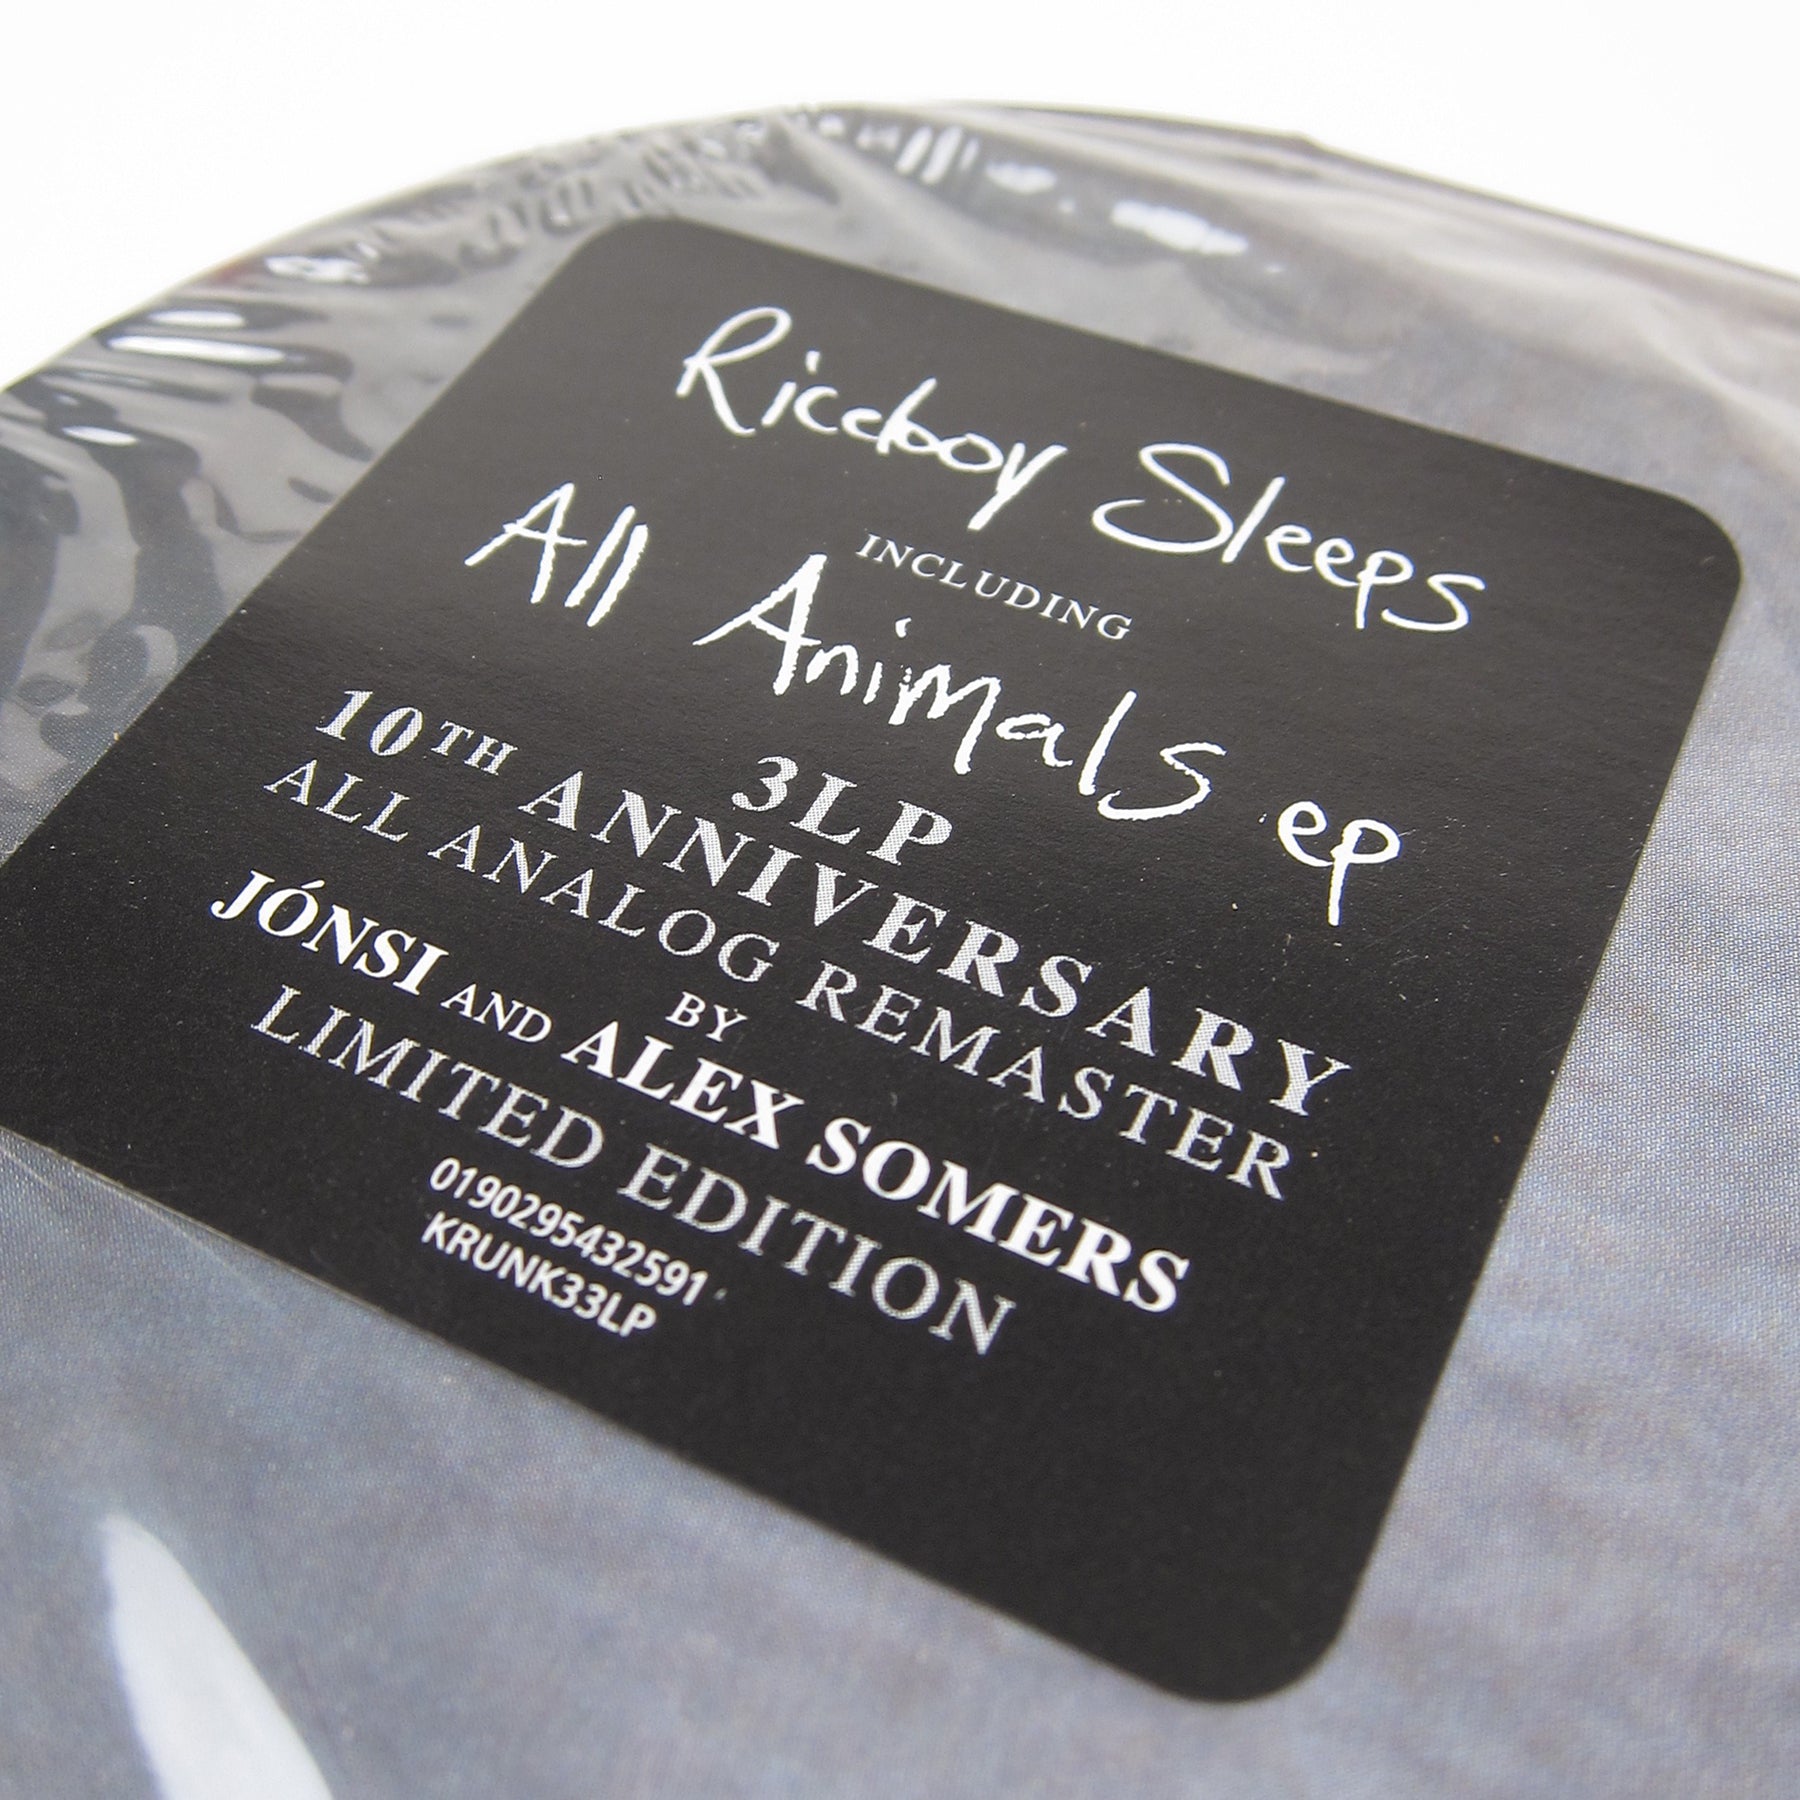 Riceboy Sleeps
INCLUDING
All Animals ep
3LP
10TH ANNIVERSARY
ALL ANALOG REMASTER
BY
JÓNSI AND ALEX SOMERS
LIMITED EDITION
0190295432591
KRUNK33LP